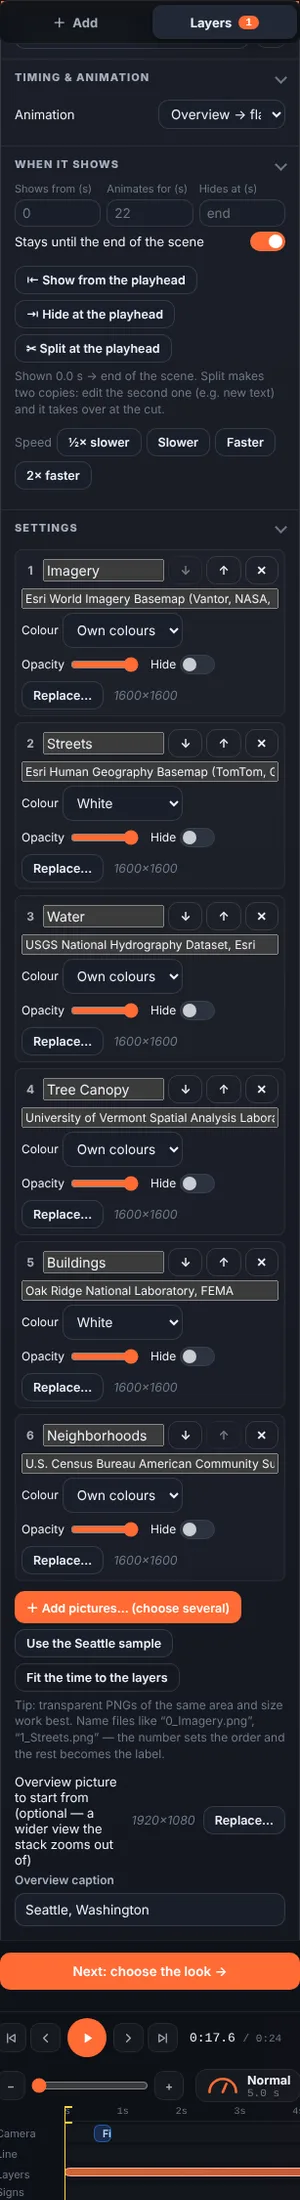 + Add
Layers 1
TIMING & ANIMATION
Animation
Overview → fla
WHEN IT SHOWS
Shows from (s) Animates for (s) Hides at (s)
0 22 end
Stays until the end of the scene
⇤ Show from the playhead
⇥ Hide at the playhead
✂ Split at the playhead
Shown 0.0 s → end of the scene. Split makes
two copies: edit the second one (e.g. new text)
and it takes over at the cut.
Speed ½× slower Slower Faster
2× faster
SETTINGS
1 Imagery ↓ ↑ ×
Esri World Imagery Basemap (Vantor, NASA,
Colour Own colours
Opacity Hide
Replace... 1600×1600
2 Streets ↓ ↑ ×
Esri Human Geography Basemap (TomTom, G
Colour White
Opacity Hide
Replace... 1600×1600
3 Water ↓ ↑ ×
USGS National Hydrography Dataset, Esri
Colour Own colours
Opacity Hide
Replace... 1600×1600
4 Tree Canopy ↓ ↑ ×
University of Vermont Spatial Analysis Labora
Colour Own colours
Opacity Hide
Replace... 1600×1600
5 Buildings ↓ ↑ ×
Oak Ridge National Laboratory, FEMA
Colour White
Opacity Hide
Replace... 1600×1600
6 Neighborhoods ↓ ↑ ×
U.S. Census Bureau American Community Su
Colour Own colours
Opacity Hide
Replace... 1600×1600
+ Add pictures... (choose several)
Use the Seattle sample
Fit the time to the layers
Tip: transparent PNGs of the same area and size
work best. Name files like “0_Imagery.png”,
“1_Streets.png” — the number sets the order and
the rest becomes the label.
Overview picture
to start from
(optional — a
wider view the
stack zooms out
of)
1920×1080 Replace...
Overview caption
Seattle, Washington
Next: choose the look →
0:17.6 / 0:24
− + Normal
5.0 s
s 1s 2s 3s 4s
Camera Fi
Line
Layers
Signs